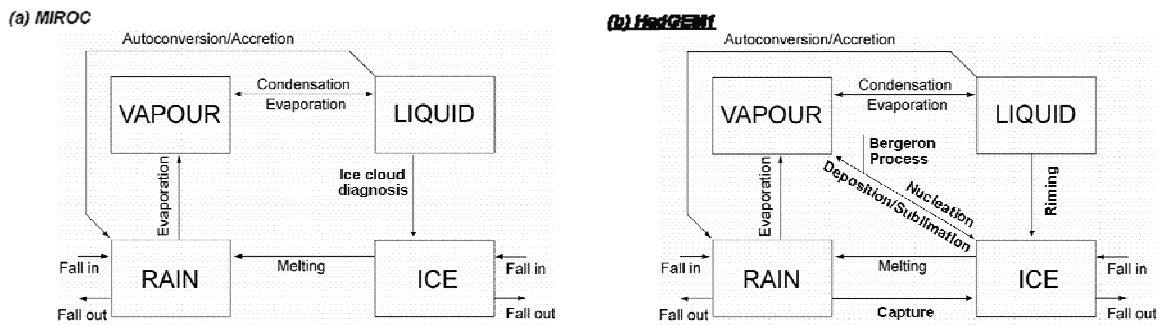 (a) MIROC
Autoconversion/Accretion
VAPOUR
Condensation
Evaporation
LIQUID
Evaporation
Ice cloud
diagnosis
Fall in
RAIN
Melting
ICE
Fall in
Fall out
Fall out
(b) HadGEM1
Autoconversion/Accretion
VAPOUR
Condensation
Evaporation
LIQUID
Bergeron
Process
Evaporation
Nucleation
Deposition/Sublimation
Riming
Fall in
RAIN
Melting
ICE
Fall in
Fall out
Capture
Fall out